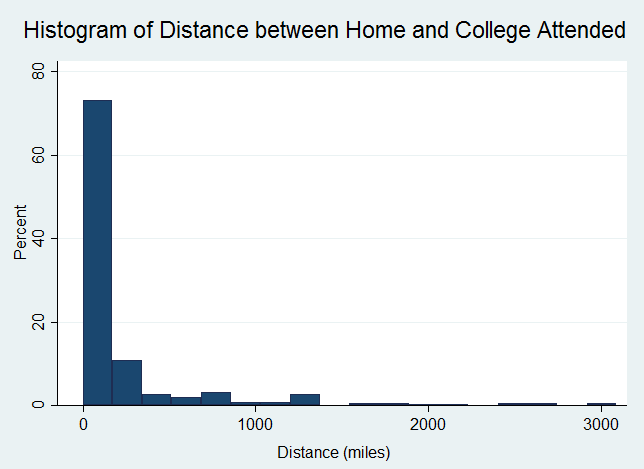 Histogram of Distance between Home and College Attended
80
60
40
20
0
Percent
0 1000 2000 3000
Distance (miles)